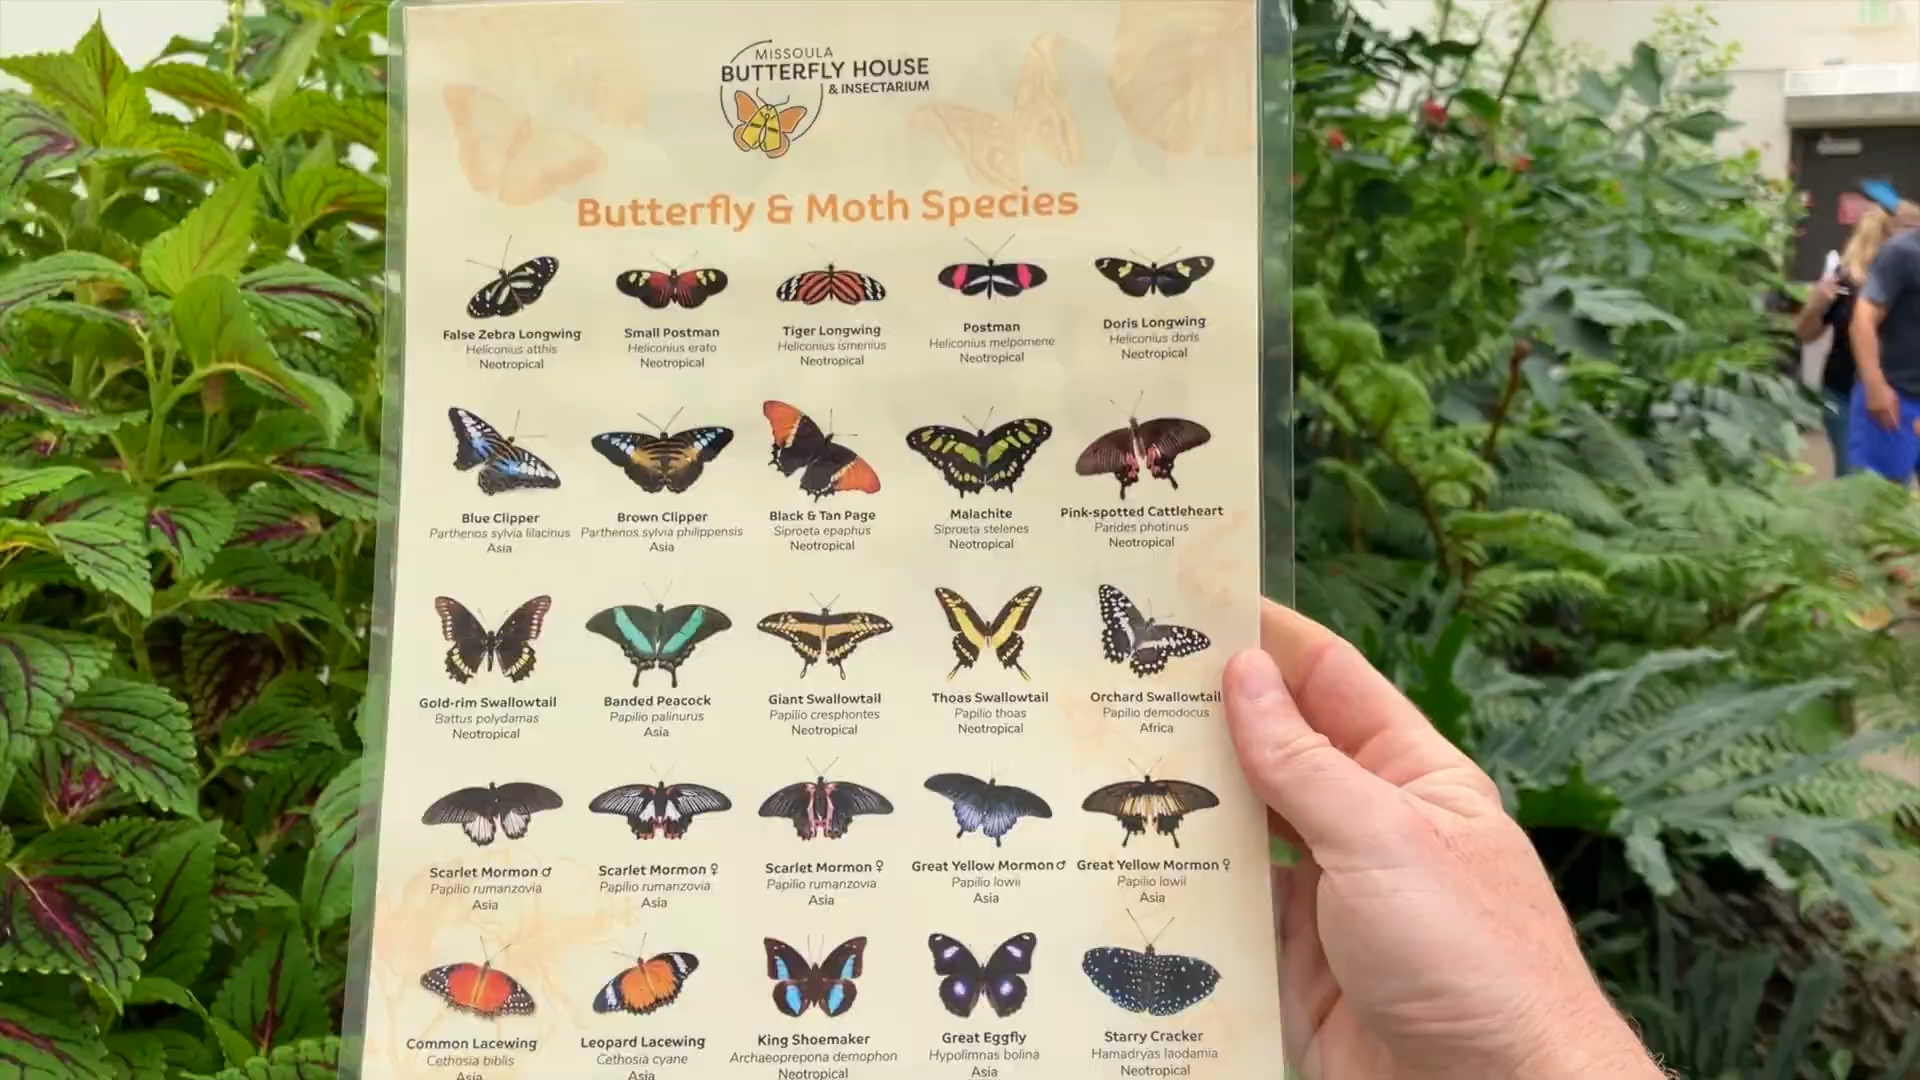 MISSOULA
BUTTERFLY HOUSE
& INSECTARIUM
Butterfly & Moth Species
False Zebra Longwing
Heliconius atthis
Neotropical
Small Postman
Heliconius erato
Neotropical
Tiger Longwing
Heliconius ismenius
Neotropical
Postman
Heliconius melpomene
Neotropical
Doris Longwing
Heliconius doris
Neotropical
Blue Clipper
Parthenos sylvia lilacinus
Asia
Brown Clipper
Parthenos sylvia philippensis
Asia
Black & Tan Page
Siproeta epaphus
Neotropical
Malachite
Siproeta stelenes
Neotropical
Pink-spotted Cattleheart
Parides photinus
Neotropical
Gold-rim Swallowtail
Battus polydamas
Neotropical
Banded Peacock
Papilio palinurus
Asia
Giant Swallowtail
Papilio cresphontes
Neotropical
Thoas Swallowtail
Papilio thoas
Neotropical
Orchard Swallowtail
Papilio demodocus
Africa
Scarlet Mormon ♂
Papilio rumanzovia
Asia
Scarlet Mormon ♀
Papilio rumanzovia
Asia
Scarlet Mormon ♀
Papilio rumanzovia
Asia
Great Yellow Mormon ♂
Papilio lowii
Asia
Great Yellow Mormon ♀
Papilio lowii
Asia
Common Lacewing
Cethosia biblis
Asia
Leopard Lacewing
Cethosia cyane
Asia
King Shoemaker
Archaeoprepona demophon
Neotropical
Great Eggfly
Hypolimnas bolina
Asia
Starry Cracker
Hamadryas laodamia
Neotropical